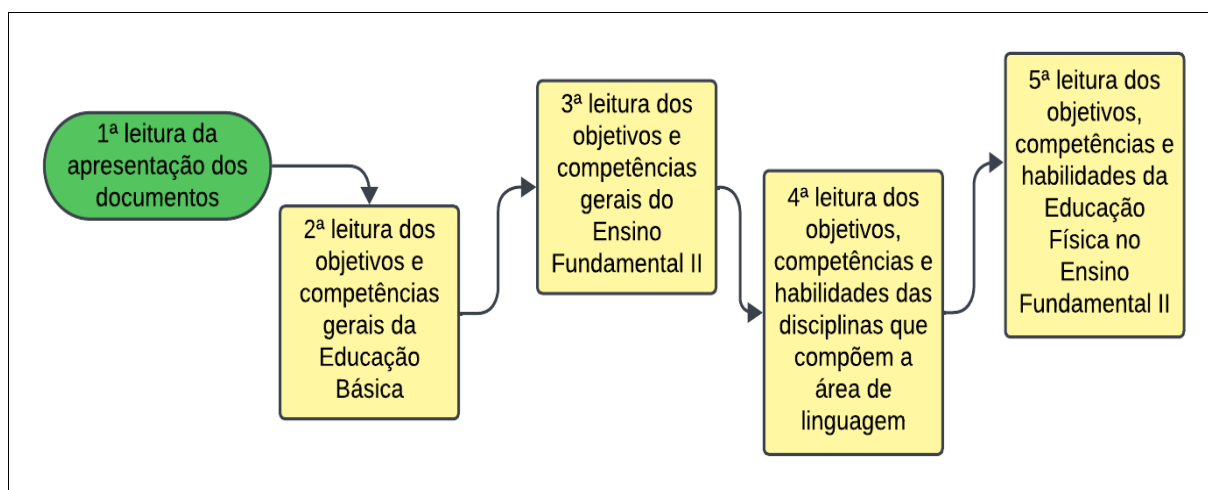 1ª leitura da
apresentação dos
documentos
2ª leitura dos
objetivos e
competências
gerais da
Educação
Básica
3ª leitura dos
objetivos e
competências
gerais do
Ensino
Fundamental II
4ª leitura dos
objetivos,
competências e
habilidades das
disciplinas que
compõem a
área de
linguagem
5ª leitura dos
objetivos,
competências e
habilidades da
Educação
Física no
Ensino
Fundamental II